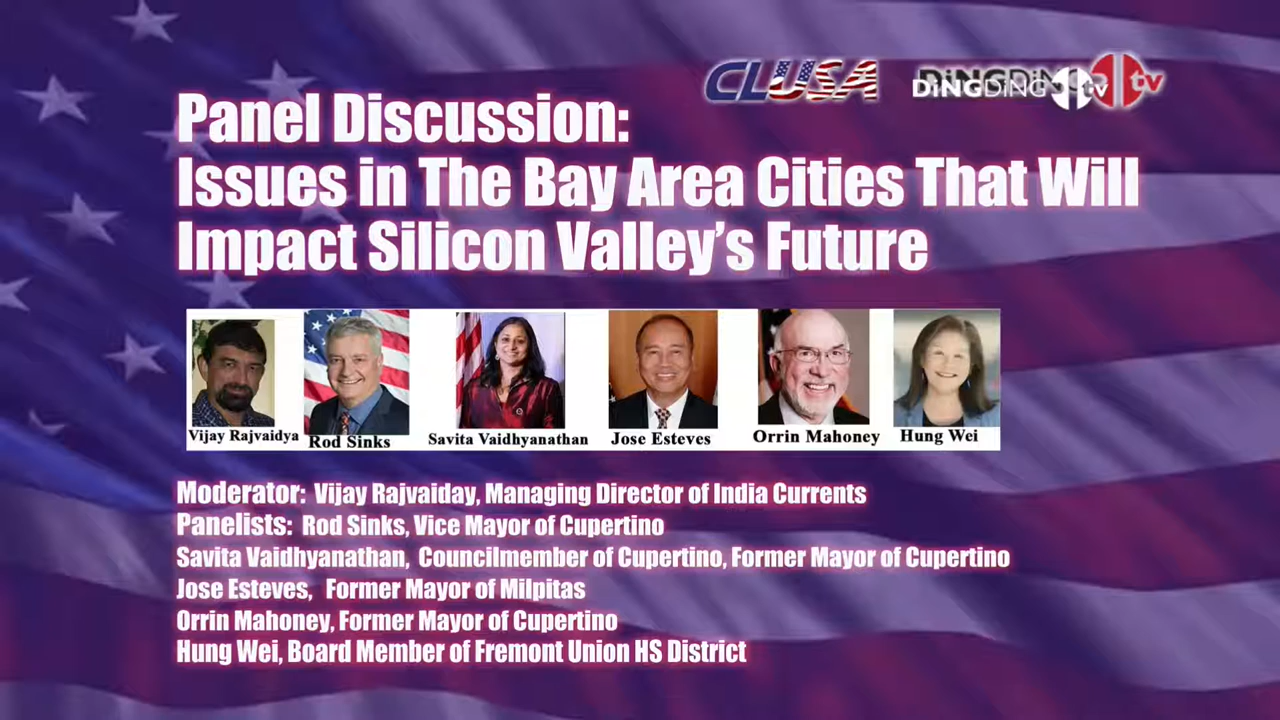 CLUSA DiNGDiNG tv DiNGDiNG tv
Panel Discussion:
Issues in The Bay Area Cities That Will
Impact Silicon Valley’s Future
Vijay Rajvaidya Rod Sinks Savita Vaidhyanathan Jose Esteves Orrin Mahoney Hung Wei
Moderator: Vijay Rajvaiday, Managing Director of India Currents
Panelists: Rod Sinks, Vice Mayor of Cupertino
Savita Vaidhyanathan, Councilmember of Cupertino, Former Mayor of Cupertino
Jose Esteves, Former Mayor of Milpitas
Orrin Mahoney, Former Mayor of Cupertino
Hung Wei, Board Member of Fremont Union HS District